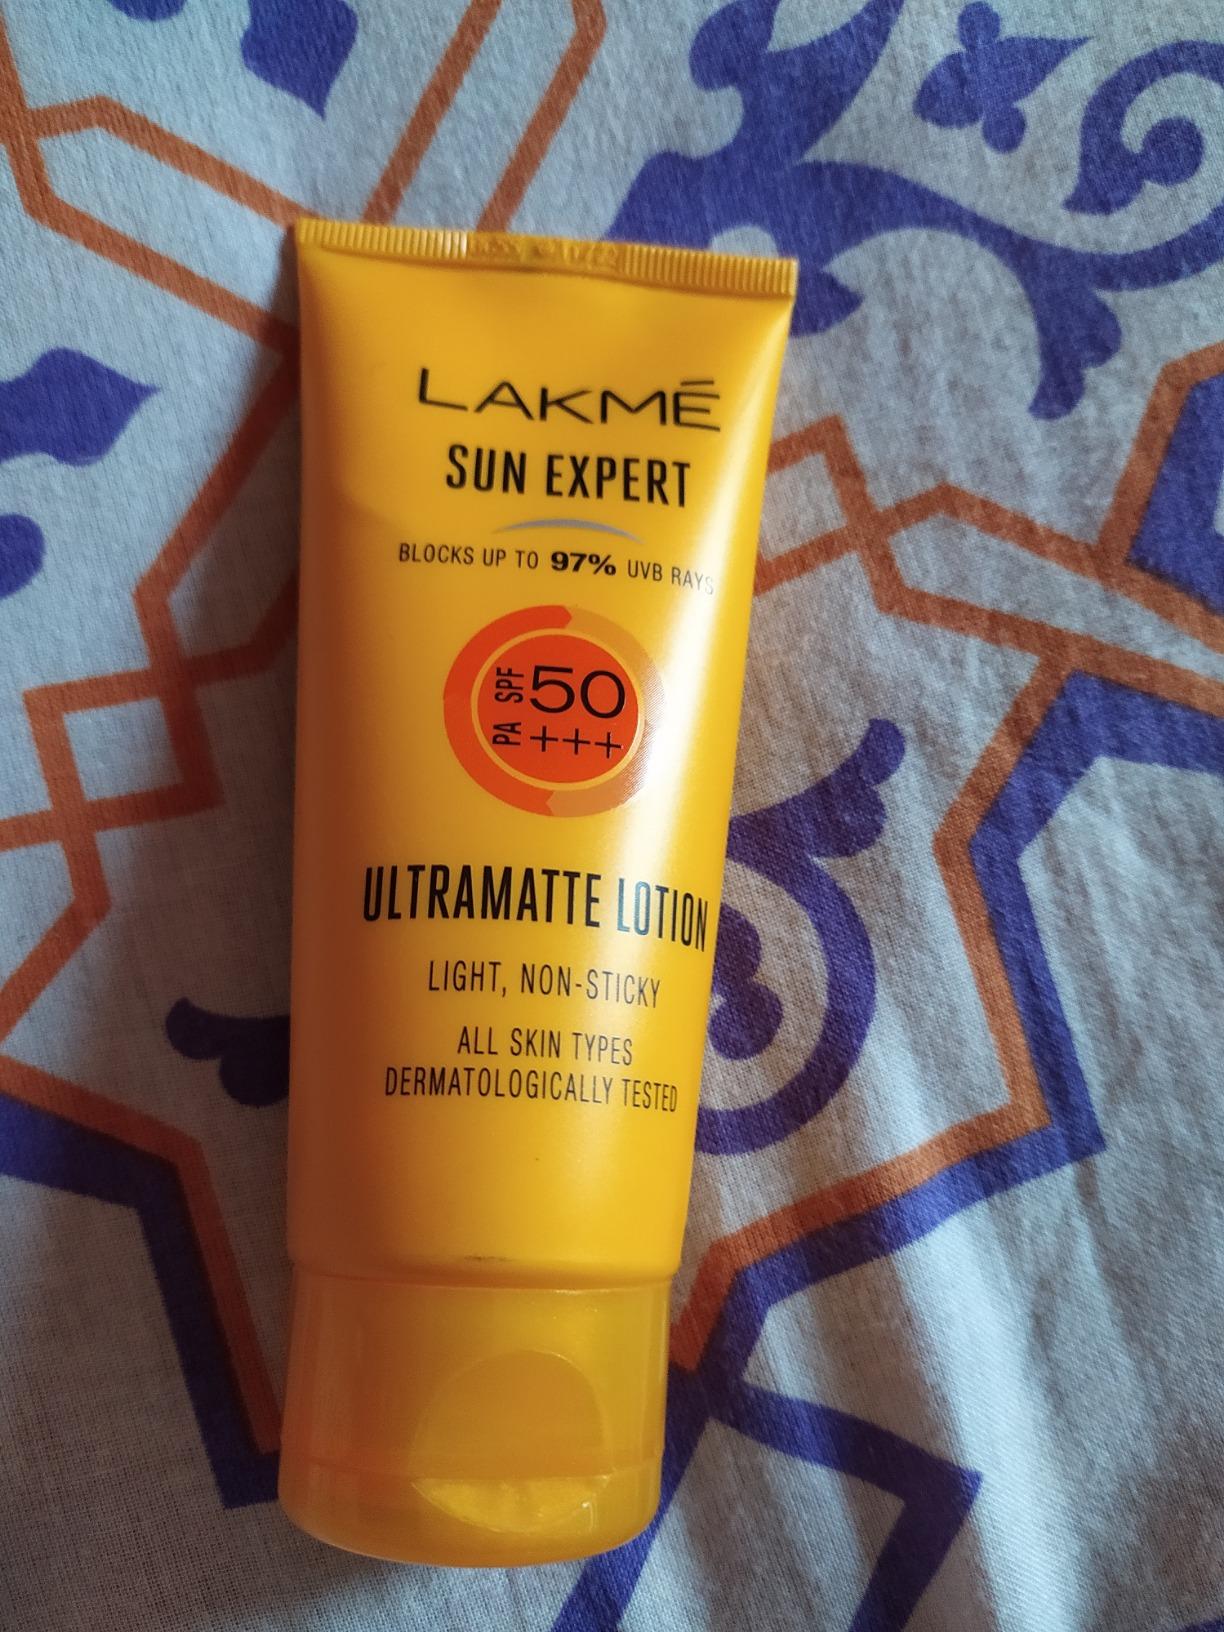 LAKMÉ
SUN EXPERT
BLOCKS UP TO 97% UVB RAYS
SPF 50
PA +++
ULTRAMATTE LOTION
LIGHT, NON-STICKY
ALL SKIN TYPES
DERMATOLOGICALLY TESTED